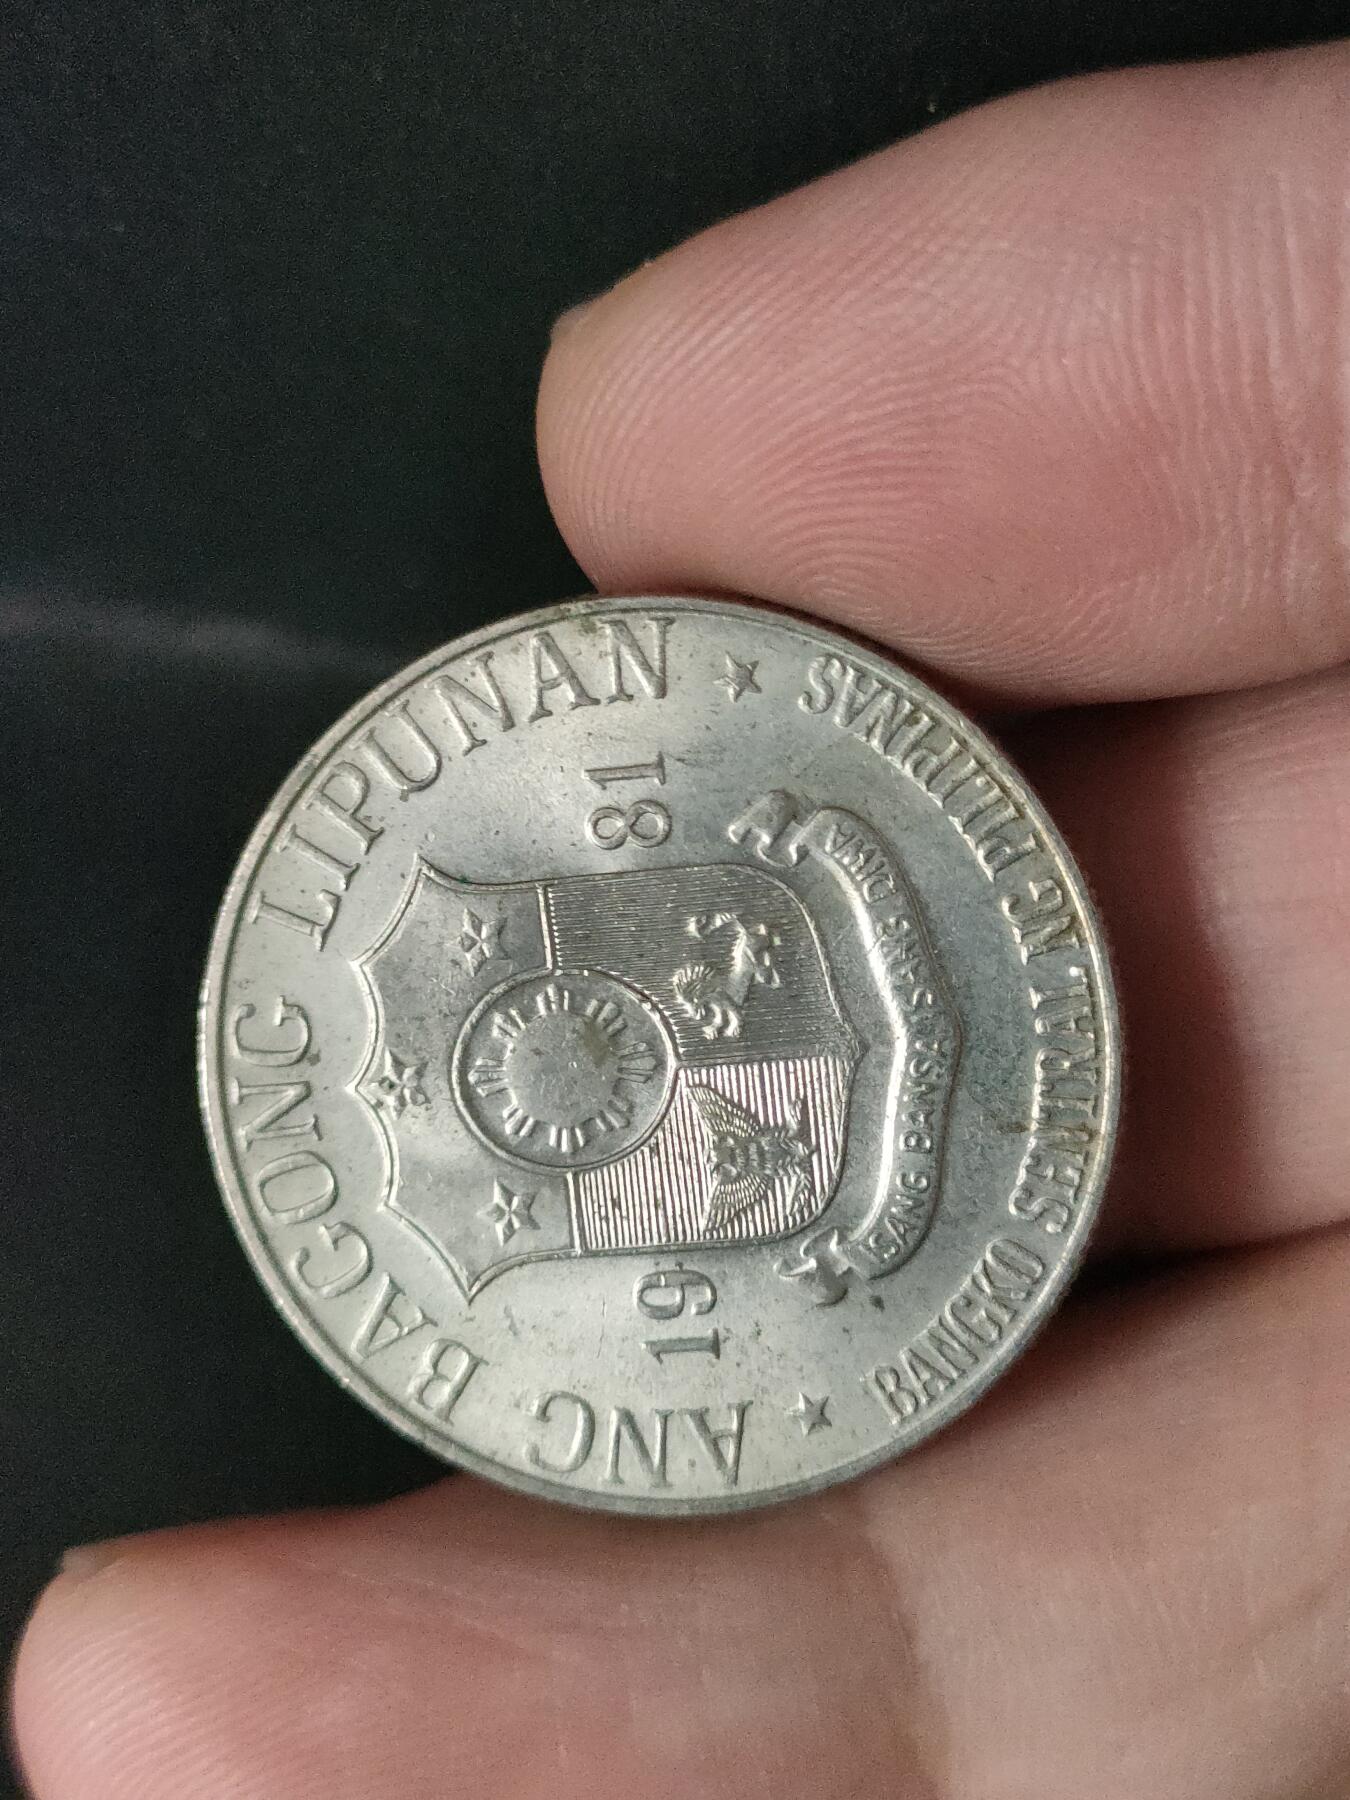 ANG BAGONG LIPUNAN
19 81
ISANG BANSA ISANG DIWA
BANGKO SENTRAL NG PILIPINAS